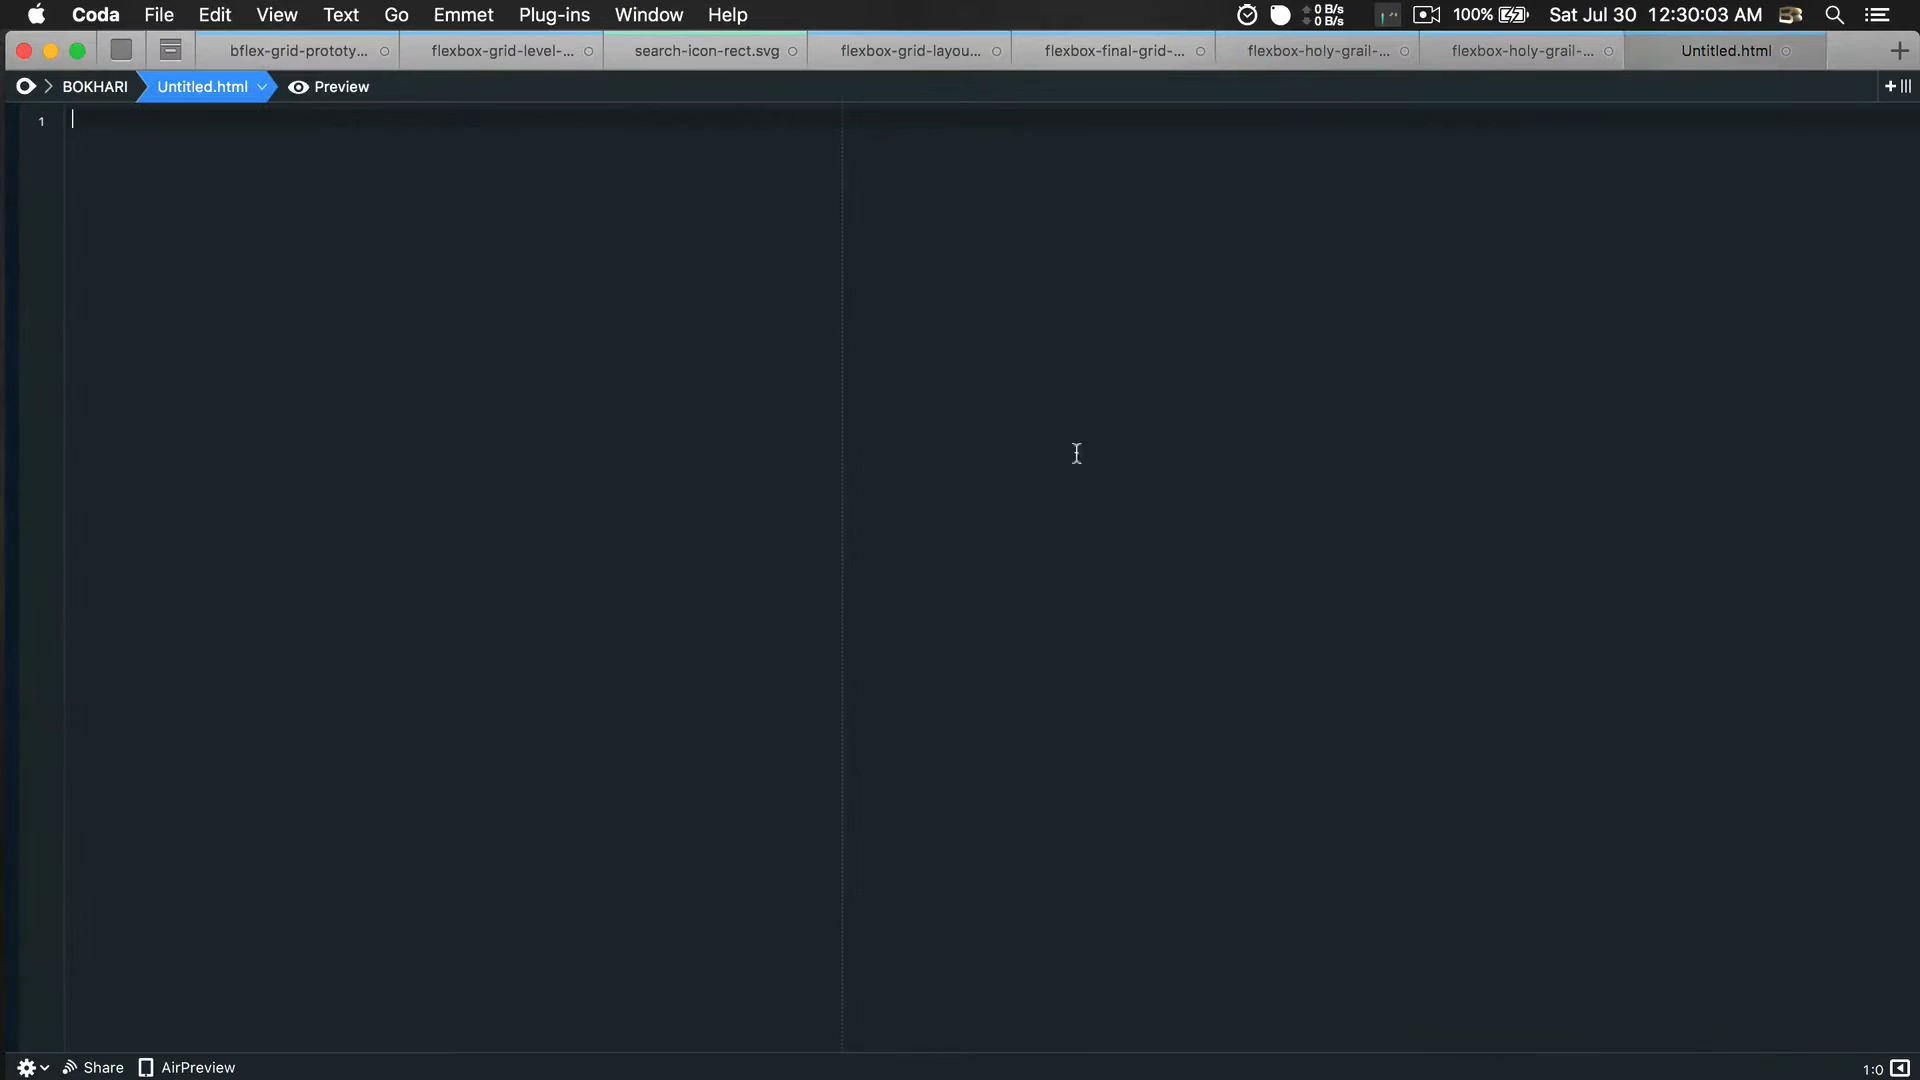 Coda File Edit View Text Go Emmet Plug-ins Window Help 0 B/s 0 B/s 100% Sat Jul 30 12:30:03 AM
bflex-grid-prototy... flexbox-grid-level-... search-icon-rect.svg flexbox-grid-layou... flexbox-final-grid-... flexbox-holy-grail-... flexbox-holy-grail-... Untitled.html
BOKHARI Untitled.html Preview
1
Share AirPreview 1:0